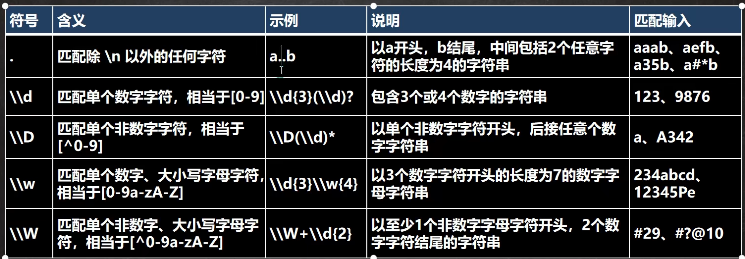 符号 含义 示例 说明 匹配输入
. 匹配除 \n 以外的任何字符 a..b 以a开头，b结尾，中间包括2个任意
字符的长度为4的字符串 aaab、aefb、
a35b、a#*b
\\d 匹配单个数字字符，相当于[0-9] \\d{3}(\\d)? 包含3个或4个数字的字符串 123、9876
\\D 匹配单个非数字字符，相当于
[^0-9] \\D(\\d)* 以单个非数字字符开头，后接任意个数
字字符串 a、A342
\\w 匹配单个数字、大小写字母字符，
相当于[0-9a-zA-Z] \\d{3}\\w{4} 以3个数字字符开头的长度为7的数字字
母字符串 234abcd、
12345Pe
\\W 匹配单个非数字、大小写字母字
符，相当于[^0-9a-zA-Z] \\W+\\d{2} 以至少1个非数字字母字符开头，2个数
字字符结尾的字符串 #29、#?@10